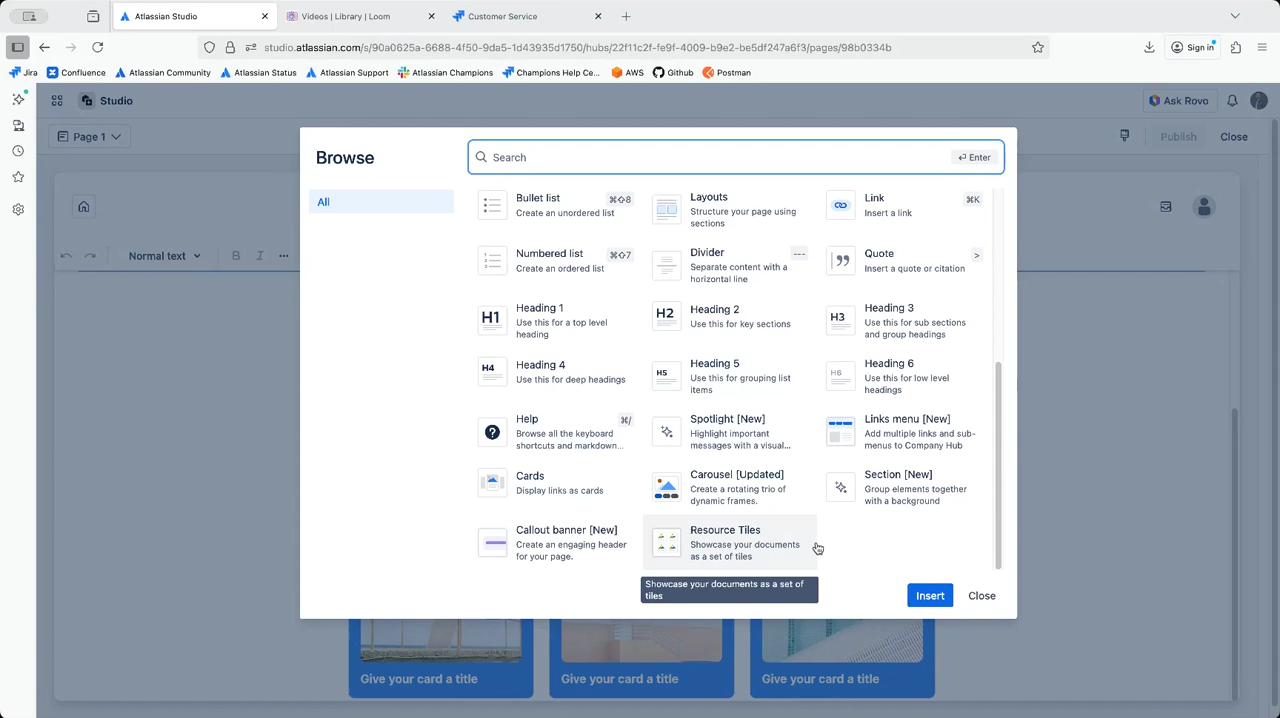 Atlassian Studio
Videos | Library | Loom
Customer Service
studio.atlassian.com/s/90a0625a-6688-4f50-9da5-1d43935d1750/hubs/22f11c2f-fe9f-4009-b9e2-be5df247a6f3/pages/98b0334b
Sign in
Jira
Confluence
Atlassian Community
Atlassian Status
Atlassian Support
Atlassian Champions
Champions Help Ce...
AWS
Github
Postman
Studio
Ask Rovo
Page 1
Publish
Close
Normal text
B
I
Browse
Search
Enter
All
Bullet list
⌘⇧8
Create an unordered list
Layouts
Structure your page using
sections
Link
⌘K
Insert a link
Numbered list
⌘⇧7
Create an ordered list
Divider
---
Separate content with a
horizontal line
Quote
>
Insert a quote or citation
H1
Heading 1
Use this for a top level
heading
H2
Heading 2
Use this for key sections
H3
Heading 3
Use this for sub sections
and group headings
H4
Heading 4
Use this for deep headings
H5
Heading 5
Use this for grouping list
items
H6
Heading 6
Use this for low level
headings
Help
⌘/
Browse all the keyboard
shortcuts and markdown...
Spotlight [New]
Highlight important
messages with a visual...
Links menu [New]
Add multiple links and sub-
menus to Company Hub
Cards
Display links as cards
Carousel [Updated]
Create a rotating trio of
dynamic frames.
Section [New]
Group elements together
with a background
Callout banner [New]
Create an engaging header
for your page.
Resource Tiles
Showcase your documents
as a set of tiles
Showcase your documents as a set of
tiles
Insert
Close
Give your card a title
Give your card a title
Give your card a title